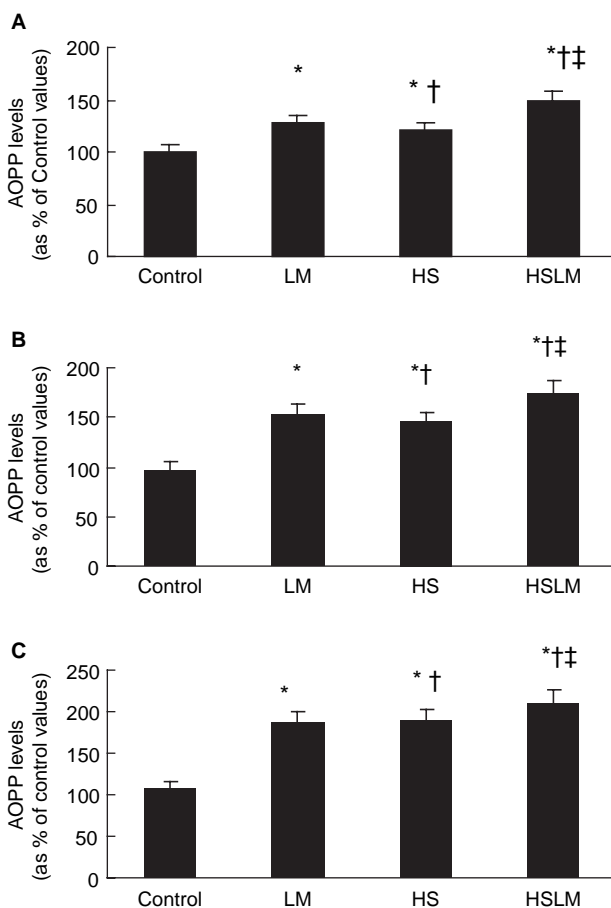 A
AOPP levels
(as % of Control values)
200
150
100
50
0
*
* †
*†‡
Control LM HS HSLM
B
AOPP levels
(as % of control values)
200
150
100
50
0
*
*†
*†‡
Control LM HS HSLM
C
AOPP levels
(as % of control values)
250
200
150
100
50
0
*
* †
*†‡
Control LM HS HSLM